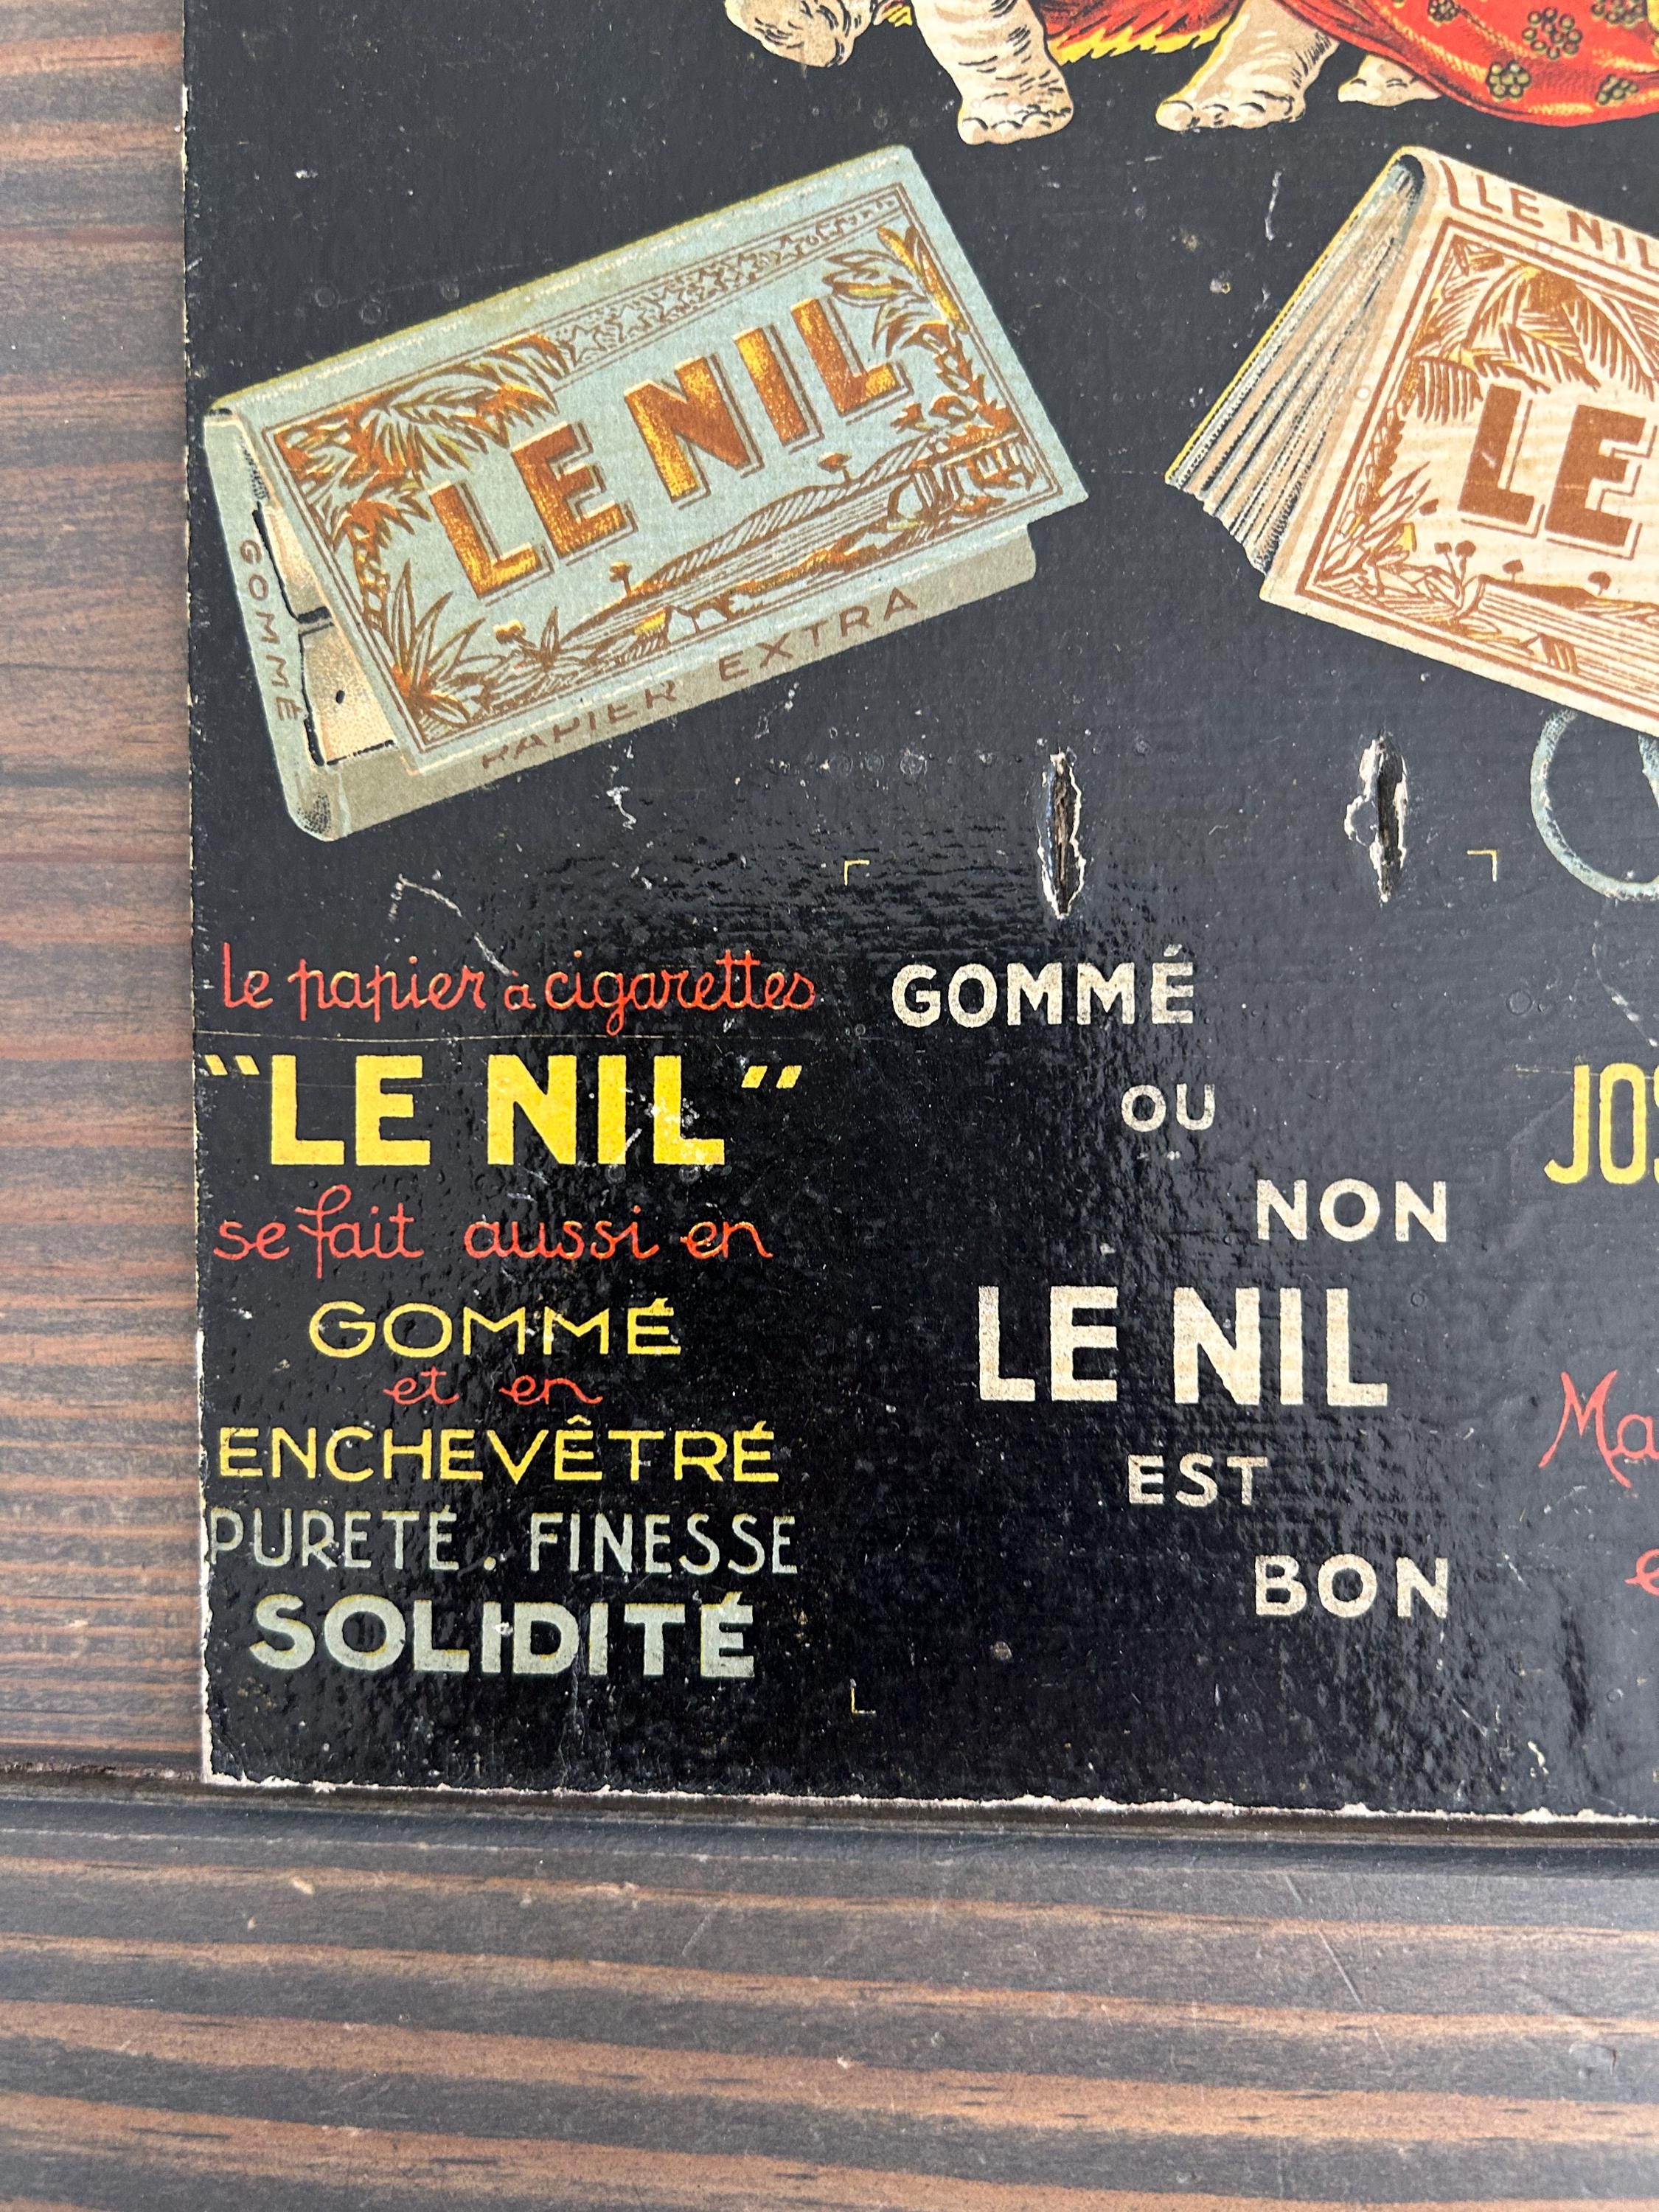 LE NIL
GOMMÉ
PAPIER EXTRA
LE NIL
LE
le papier à cigarettes
"LE NIL"
se fait aussi en
GOMMÉ
et en
ENCHEVÊTRÉ
PURETÉ. FINESSE
SOLIDITÉ
GOMMÉ
OU
NON
LE NIL
EST
BON